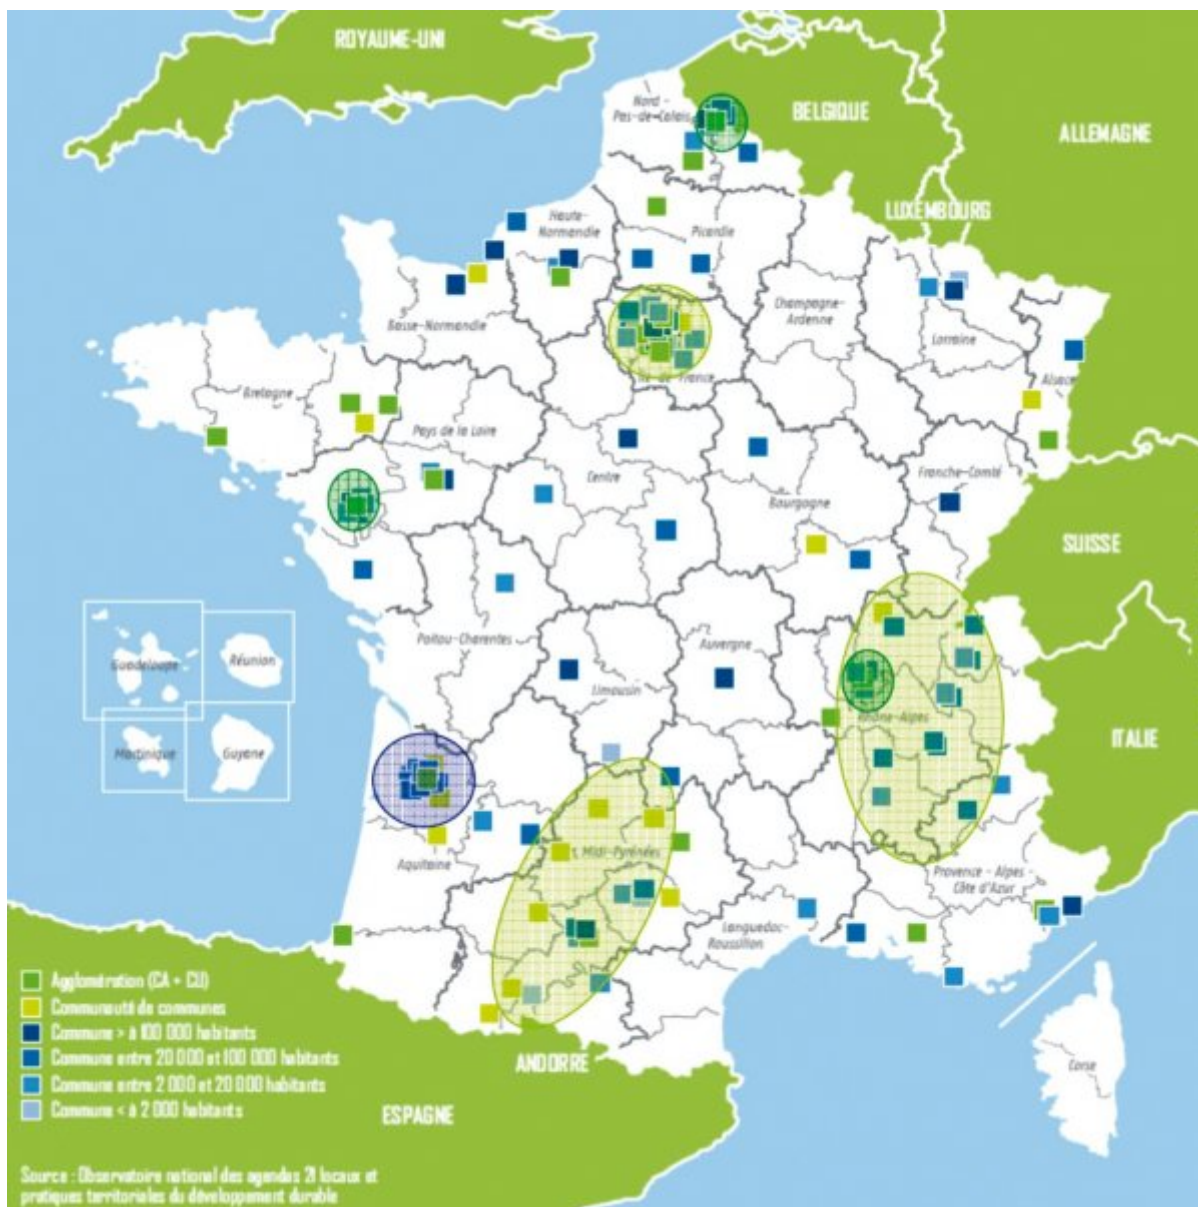 ROYAUME-UNI
BELGIQUE
ALLEMAGNE
LUXEMBOURG
Nord -
Pas-de-Calais
Haute-
Normandie
Picardie
Basse-Normandie
Champagne-
Ardenne
Lorraine
Alsace
Île de France
Bretagne
Pays de la Loire
Centre
Bourgogne
Franche-Comté
SUISSE
Poitou-Charentes
Limousin
Auvergne
Rhône-Alpes
ITALIE
Guadeloupe
Réunion
Martinique
Guyane
Aquitaine
Midi-Pyrénées
Languedoc-
Roussillon
Provence - Alpes -
Côte d'Azur
Corse
ANDORRE
ESPAGNE
Agglomération (CA + CU)
Communauté de communes
Commune > à 100 000 habitants
Commune entre 20 000 et 100 000 habitants
Commune entre 2 000 et 20 000 habitants
Commune < à 2 000 habitants
Source : Observatoire national des agendas 21 locaux et
pratiques territoriales du développement durable